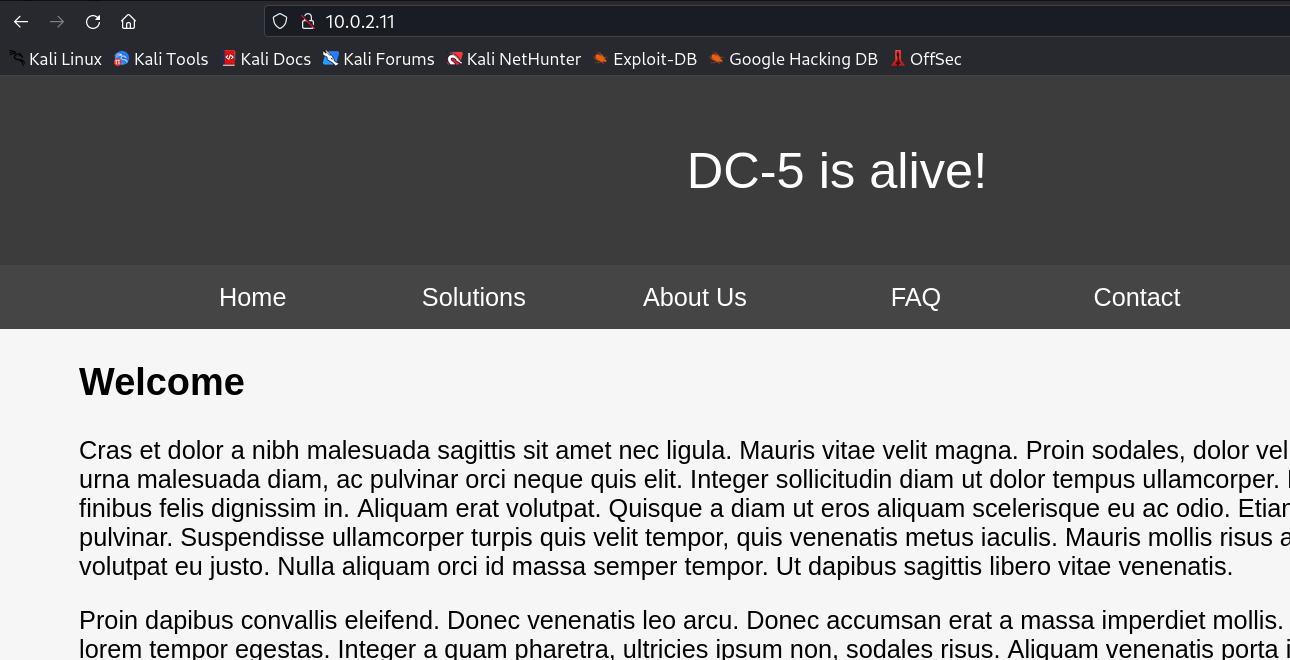 10.0.2.11
Kali Linux Kali Tools Kali Docs Kali Forums Kali NetHunter Exploit-DB Google Hacking DB OffSec
DC-5 is alive!
Home Solutions About Us FAQ Contact
Welcome
Cras et dolor a nibh malesuada sagittis sit amet nec ligula. Mauris vitae velit magna. Proin sodales, dolor vel
urna malesuada diam, ac pulvinar orci neque quis elit. Integer sollicitudin diam ut dolor tempus ullamcorper.
finibus felis dignissim in. Aliquam erat volutpat. Quisque a diam ut eros aliquam scelerisque eu ac odio.
pulvinar. Suspendisse ullamcorper turpis quis velit tempor, quis venenatis metus iaculis. Mauris mollis risus
volutpat eu justo. Nulla aliquam orci id massa semper tempor. Ut dapibus sagittis libero vitae venenatis.
Proin dapibus convallis eleifend. Donec venenatis leo arcu. Donec accumsan erat a massa imperdiet mollis.
lorem tempor egestas. Integer a quam pharetra, ultricies ipsum non, sodales risus. Aliquam venenatis porta